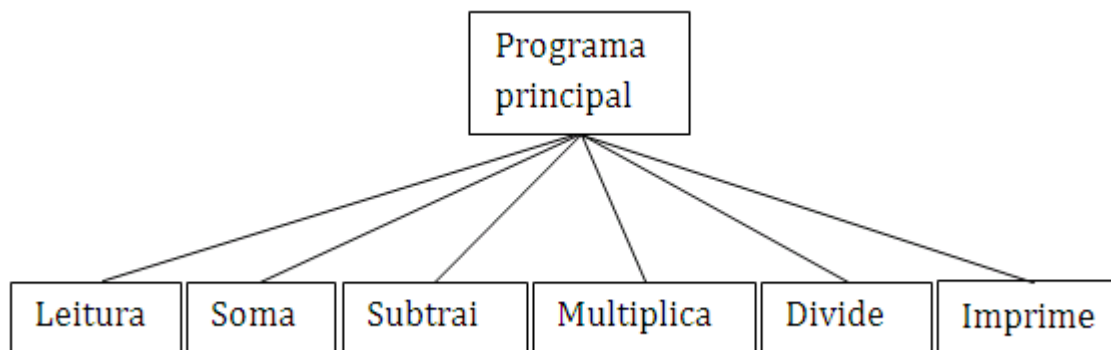 Programa
principal
Leitura
Soma
Subtrai
Multiplica
Divide
Imprime